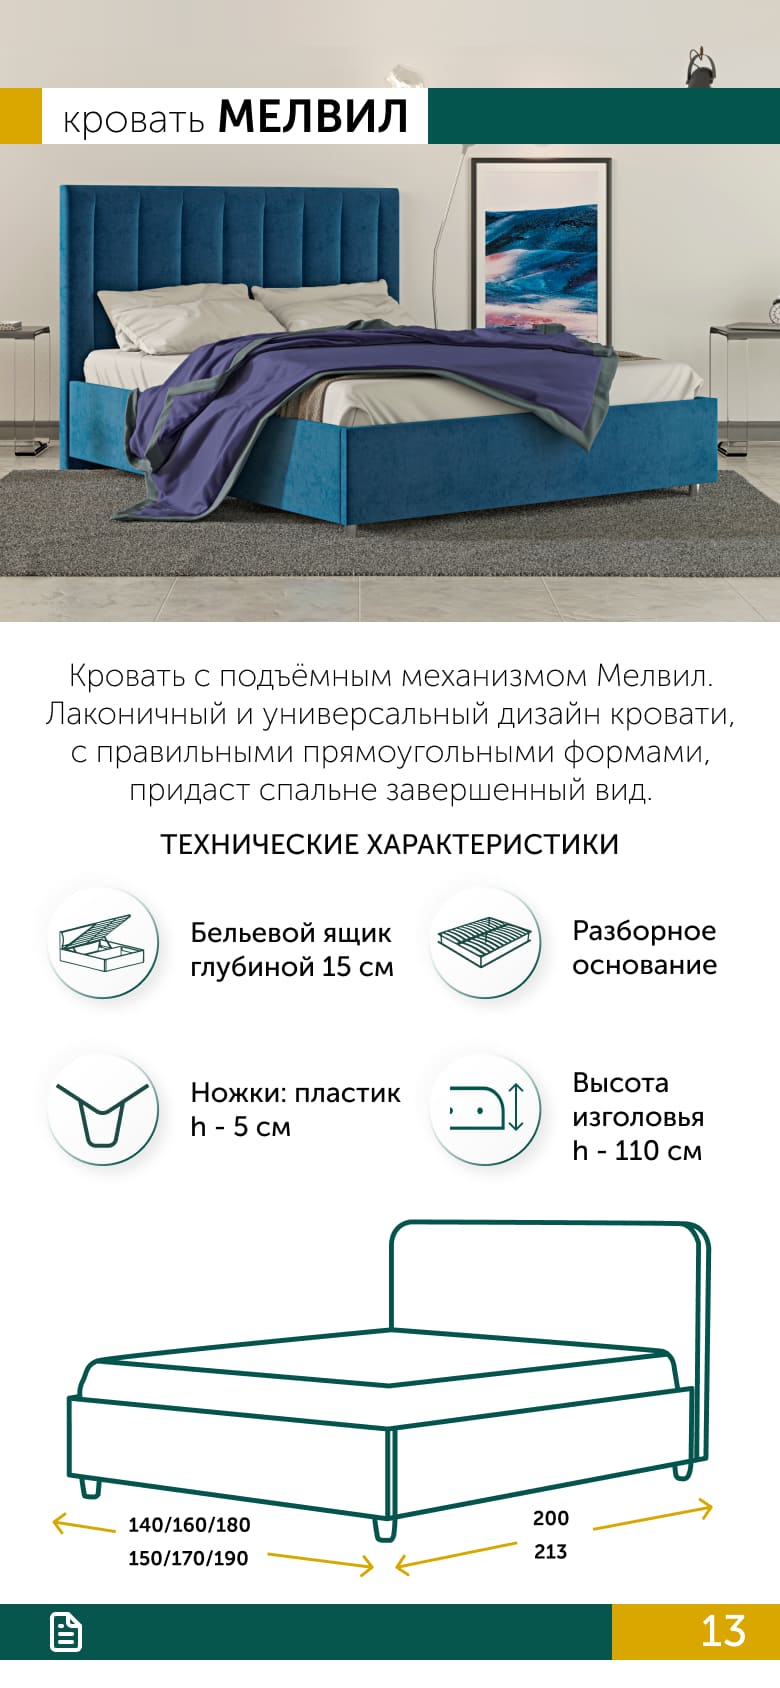 кровать МЕЛВИЛ
Кровать с подъёмным механизмом Мелвил.
Лаконичный и универсальный дизайн кровати,
с правильными прямоугольными формами,
придаст спальне завершенный вид.
ТЕХНИЧЕСКИЕ ХАРАКТЕРИСТИКИ
Бельевой ящик
глубиной 15 см
Разборное
основание
Ножки: пластик
h - 5 см
Высота
изголовья
h - 110 см
140/160/180
150/170/190
200
213
13